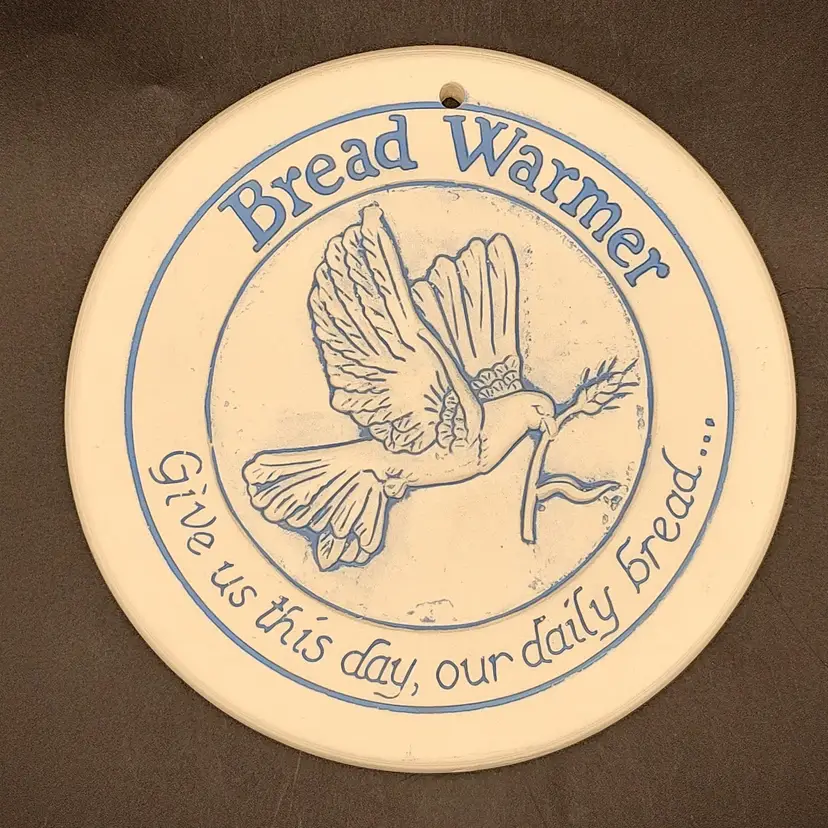 Bread Warmer
Give us this day, our daily bread...